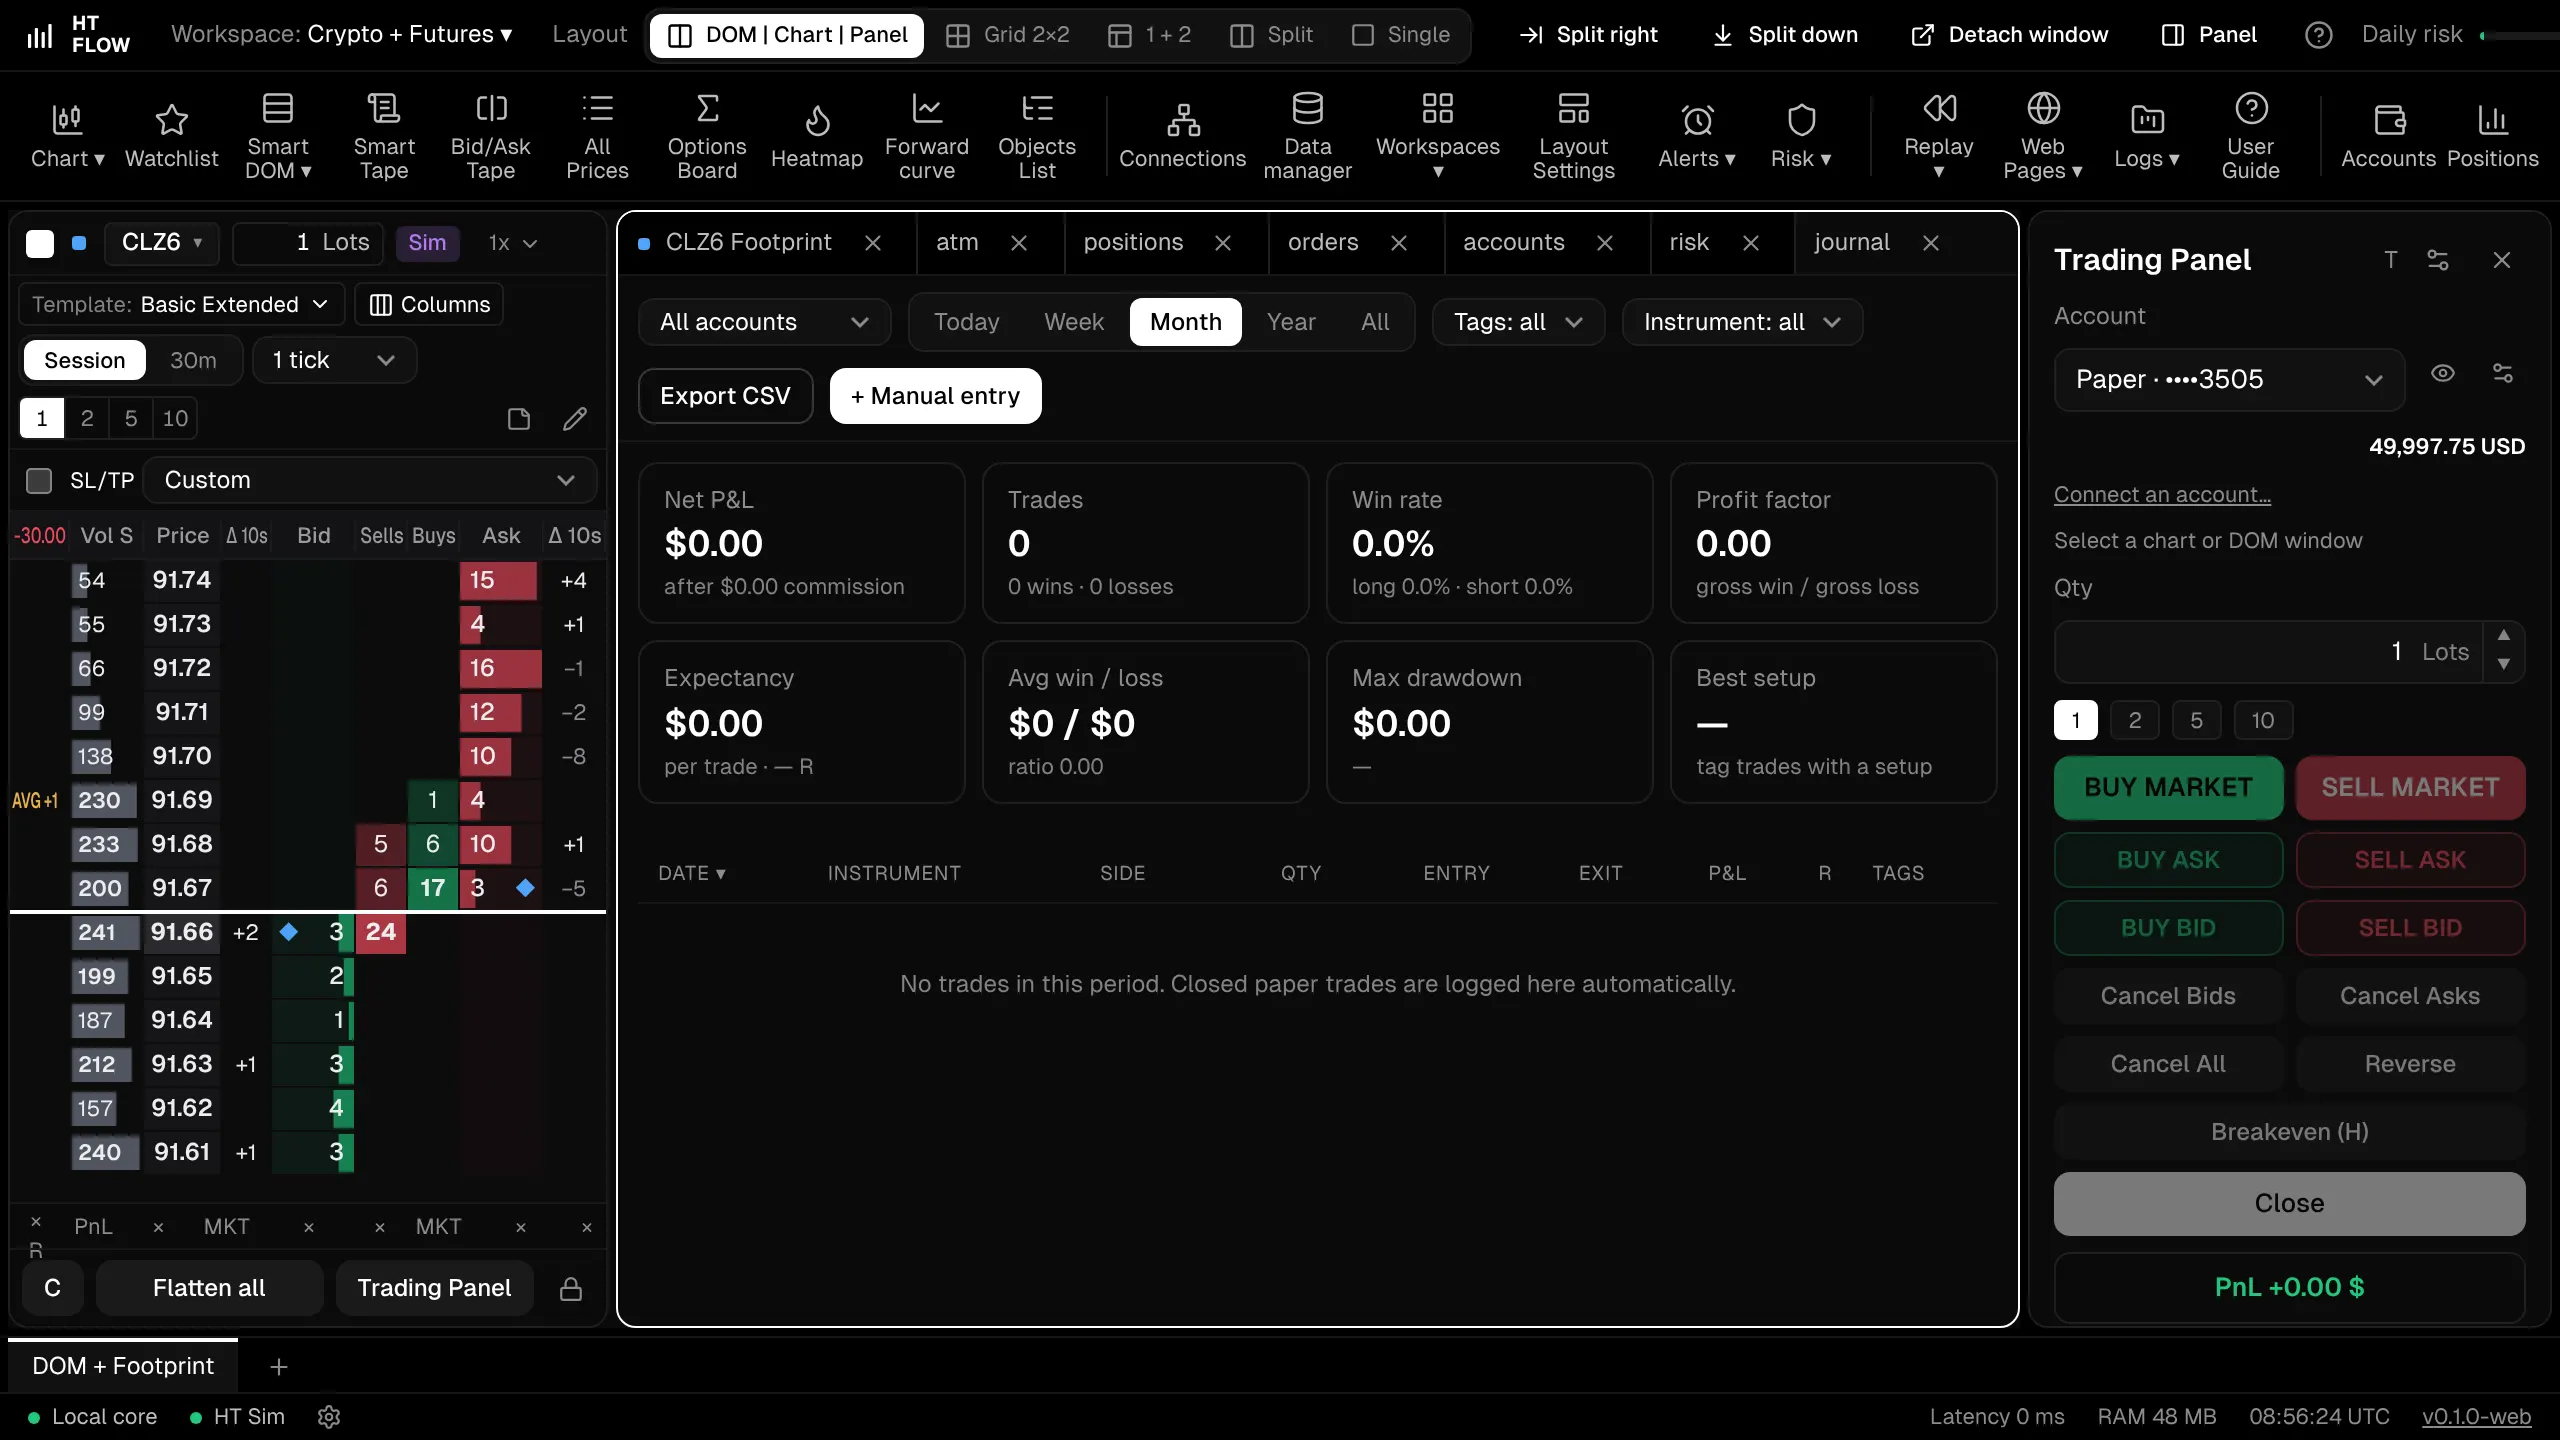 HT FLOW
Workspace: Crypto + Futures ▾
Layout
DOM | Chart | Panel
Grid 2×2
1 + 2
Split
Single
Split right
Split down
Detach window
Panel
Daily risk
Chart ▾
Watchlist
Smart DOM ▾
Smart Tape
Bid/Ask Tape
All Prices
Options Board
Heatmap
Forward curve
Objects List
Connections
Data manager
Workspaces ▾
Layout Settings
Alerts ▾
Risk ▾
Replay ▾
Web Pages ▾
Logs ▾
User Guide
Accounts
Positions
CLZ6 ▾
1 Lots
Sim
1x
Template: Basic Extended
Columns
Session
30m
1 tick
1 2 5 10
SL/TP
Custom
-30.00 Vol S Price Δ 10s Bid Sells Buys Ask Δ 10s
54 91.74 15 +4
55 91.73 4 +1
66 91.72 16 −1
99 91.71 12 −2
138 91.70 10 −8
AVG +1 230 91.69 1 4
233 91.68 5 6 10 +1
200 91.67 6 17 3 −5
241 91.66 +2 3 24
199 91.65 2
187 91.64 1
212 91.63 +1 3
157 91.62 4
240 91.61 +1 3
× PnL × MKT × × MKT × ×
R
C
Flatten all
Trading Panel
CLZ6 Footprint
atm
positions
orders
accounts
risk
journal
All accounts
Today
Week
Month
Year
All
Tags: all
Instrument: all
Export CSV
+ Manual entry
Net P&L
$0.00
after $0.00 commission
Trades
0
0 wins · 0 losses
Win rate
0.0%
long 0.0% · short 0.0%
Profit factor
0.00
gross win / gross loss
Expectancy
$0.00
per trade · — R
Avg win / loss
$0 / $0
ratio 0.00
Max drawdown
$0.00
—
Best setup
—
tag trades with a setup
DATE ▾ INSTRUMENT SIDE QTY ENTRY EXIT P&L R TAGS
No trades in this period. Closed paper trades are logged here automatically.
Trading Panel
T
Account
Paper · ••••3505
49,997.75 USD
Connect an account…
Select a chart or DOM window
Qty
1 Lots
1 2 5 10
BUY MARKET
SELL MARKET
BUY ASK
SELL ASK
BUY BID
SELL BID
Cancel Bids
Cancel Asks
Cancel All
Reverse
Breakeven (H)
Close
PnL +0.00 $
DOM + Footprint
+
Local core
HT Sim
Latency 0 ms
RAM 48 MB
08:56:24 UTC
v0.1.0-web